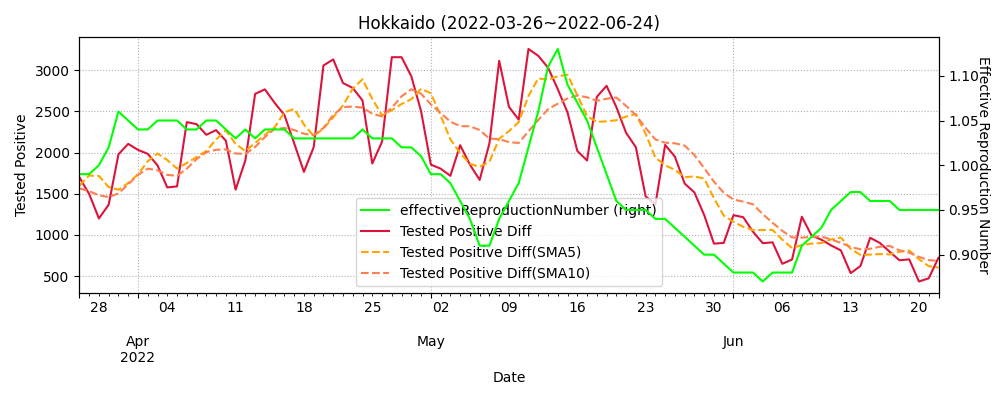 Hokkaido (2022-03-26~2022-06-24)
Tested Positive
3000
2500
2000
1500
1000
500
1.10
1.05
1.00
0.95
0.90
Effective Reproduction Number
effectiveReproductionNumber (right)
Tested Positive Diff
Tested Positive Diff(SMA5)
Tested Positive Diff(SMA10)
28 04 11 18 25 02 09 16 23 30 06 13 20
Apr May Jun
2022
Date